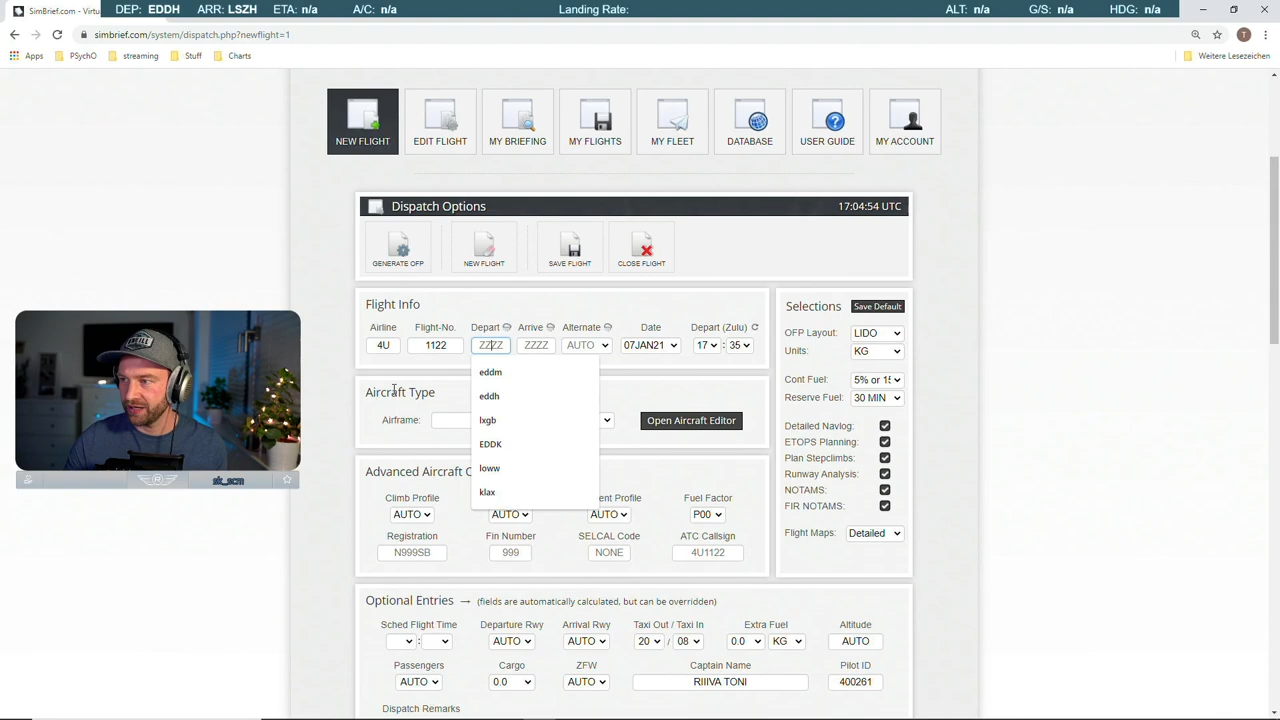 SimBrief.com - Virtu
DEP: EDDH ARR: LSZH ETA: n/a A/C: n/a Landing Rate: ALT: n/a G/S: n/a HDG: n/a
simbrief.com/system/dispatch.php?newflight=1
T
Apps PSychO streaming Stuff Charts Weitere Lesezeichen
NEW FLIGHT EDIT FLIGHT MY BRIEFING MY FLIGHTS MY FLEET DATABASE USER GUIDE MY ACCOUNT
Dispatch Options 17:04:54 UTC
GENERATE OFP NEW FLIGHT SAVE FLIGHT CLOSE FLIGHT
Flight Info
Airline Flight-No. Depart Arrive Alternate Date Depart (Zulu)
4U 1122 ZZZZ ZZZZ AUTO 07JAN21 17 : 35
eddm
eddh
lxgb
EDDK
loww
klax
Aircraft Type
Airframe: Open Aircraft Editor
Advanced Aircraft O
Climb Profile ent Profile Fuel Factor
AUTO AUTO AUTO P00
Registration Fin Number SELCAL Code ATC Callsign
N999SB 999 NONE 4U1122
Selections Save Default
OFP Layout: LIDO
Units: KG
Cont Fuel: 5% or 15
Reserve Fuel: 30 MIN
Detailed Navlog:
ETOPS Planning:
Plan Stepclimbs:
Runway Analysis:
NOTAMS:
FIR NOTAMS:
Flight Maps: Detailed
Optional Entries → (fields are automatically calculated, but can be overridden)
Sched Flight Time Departure Rwy Arrival Rwy Taxi Out / Taxi In Extra Fuel Altitude
: AUTO AUTO 20 / 08 0.0 KG AUTO
Passengers Cargo ZFW Captain Name Pilot ID
AUTO 0.0 AUTO RIIIVA TONI 400261
Dispatch Remarks
sk_scm